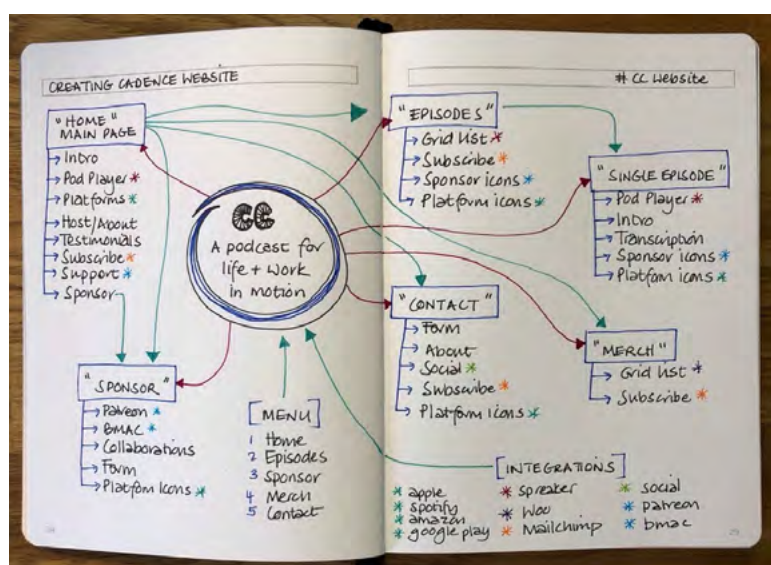 CREATING CADENCE WEBSITE
# CC Website
"HOME"
MAIN PAGE
Intro
Pod Player *
Platforms *
Host/About
Testimonials
Subscribe *
Support *
Sponsor
CC
A podcast for
life + work
in motion
"SPONSOR"
Patreon *
BMAC *
Collaborations
Form
Platform Icons *
[MENU]
1 Home
2 Episodes
3 Sponsor
4 Merch
5 Contact
"EPISODES"
Grid list *
Subscribe *
Sponsor icons *
Platform icons *
"SINGLE EPISODE"
Pod Player *
Intro
Transcription
Sponsor icons *
Platfam icons *
"CONTACT"
Form
About
Social *
Subscribe *
Platform icons *
"MERCH"
Grid list *
Subscribe *
[INTEGRATIONS]
* apple
* spotify
* amazon
* google play
* spreaker
* Woo
* Mailchimp
* social
* patreon
* bmac